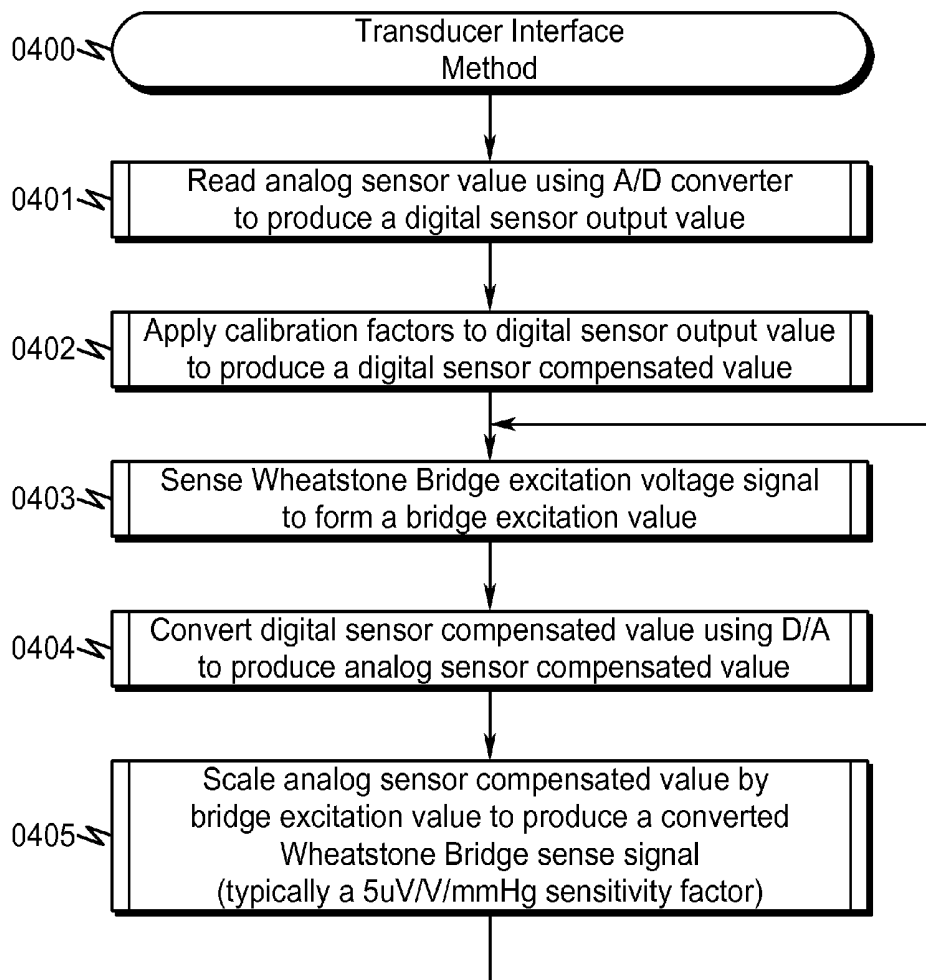 0400
Transducer Interface
Method
0401
Read analog sensor value using A/D converter
to produce a digital sensor output value
0402
Apply calibration factors to digital sensor output value
to produce a digital sensor compensated value
0403
Sense Wheatstone Bridge excitation voltage signal
to form a bridge excitation value
0404
Convert digital sensor compensated value using D/A
to produce analog sensor compensated value
0405
Scale analog sensor compensated value by
bridge excitation value to produce a converted
Wheatstone Bridge sense signal
(typically a 5uV/V/mmHg sensitivity factor)